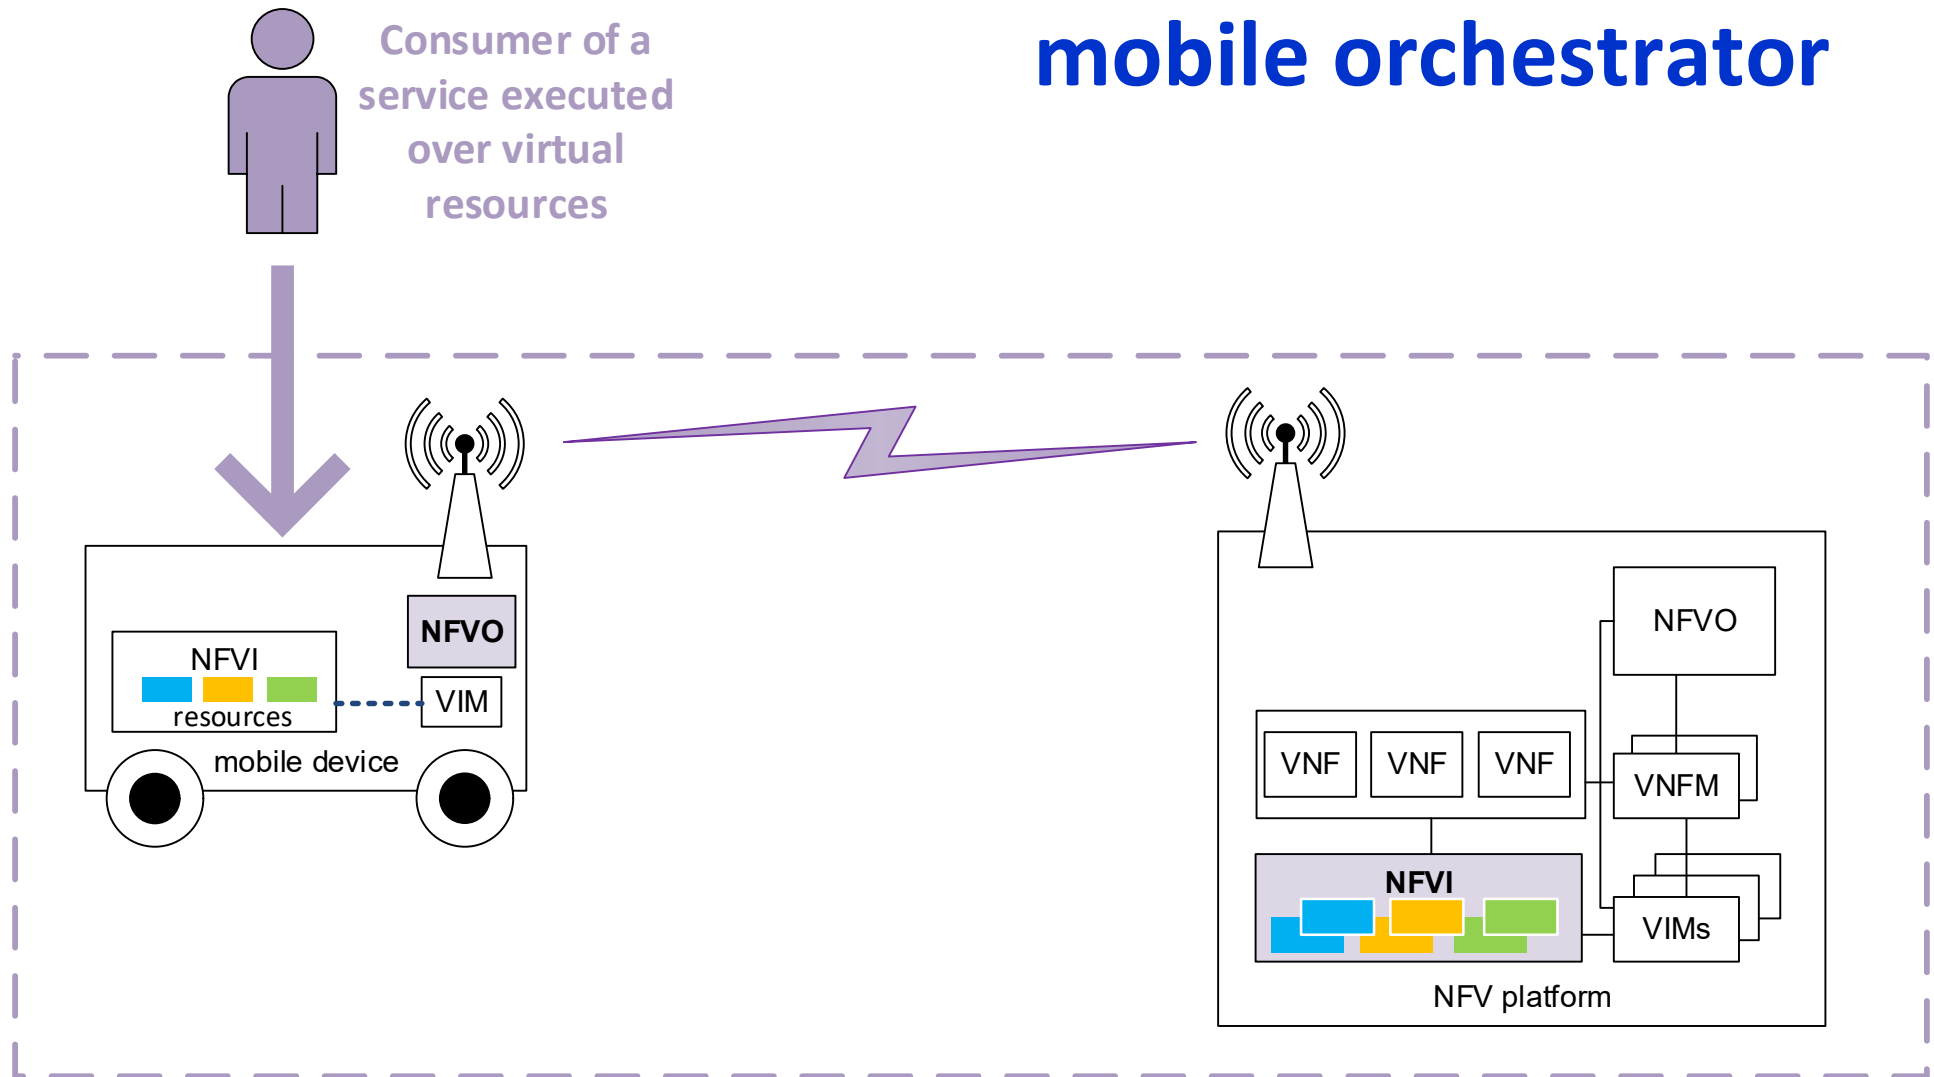 mobile orchestrator
Consumer of a
service executed
over virtual
resources
NFVO
NFVI
VIM
resources
mobile device
NFVO
VNF VNF VNF
VNFM
NFVI
VIMs
NFV platform